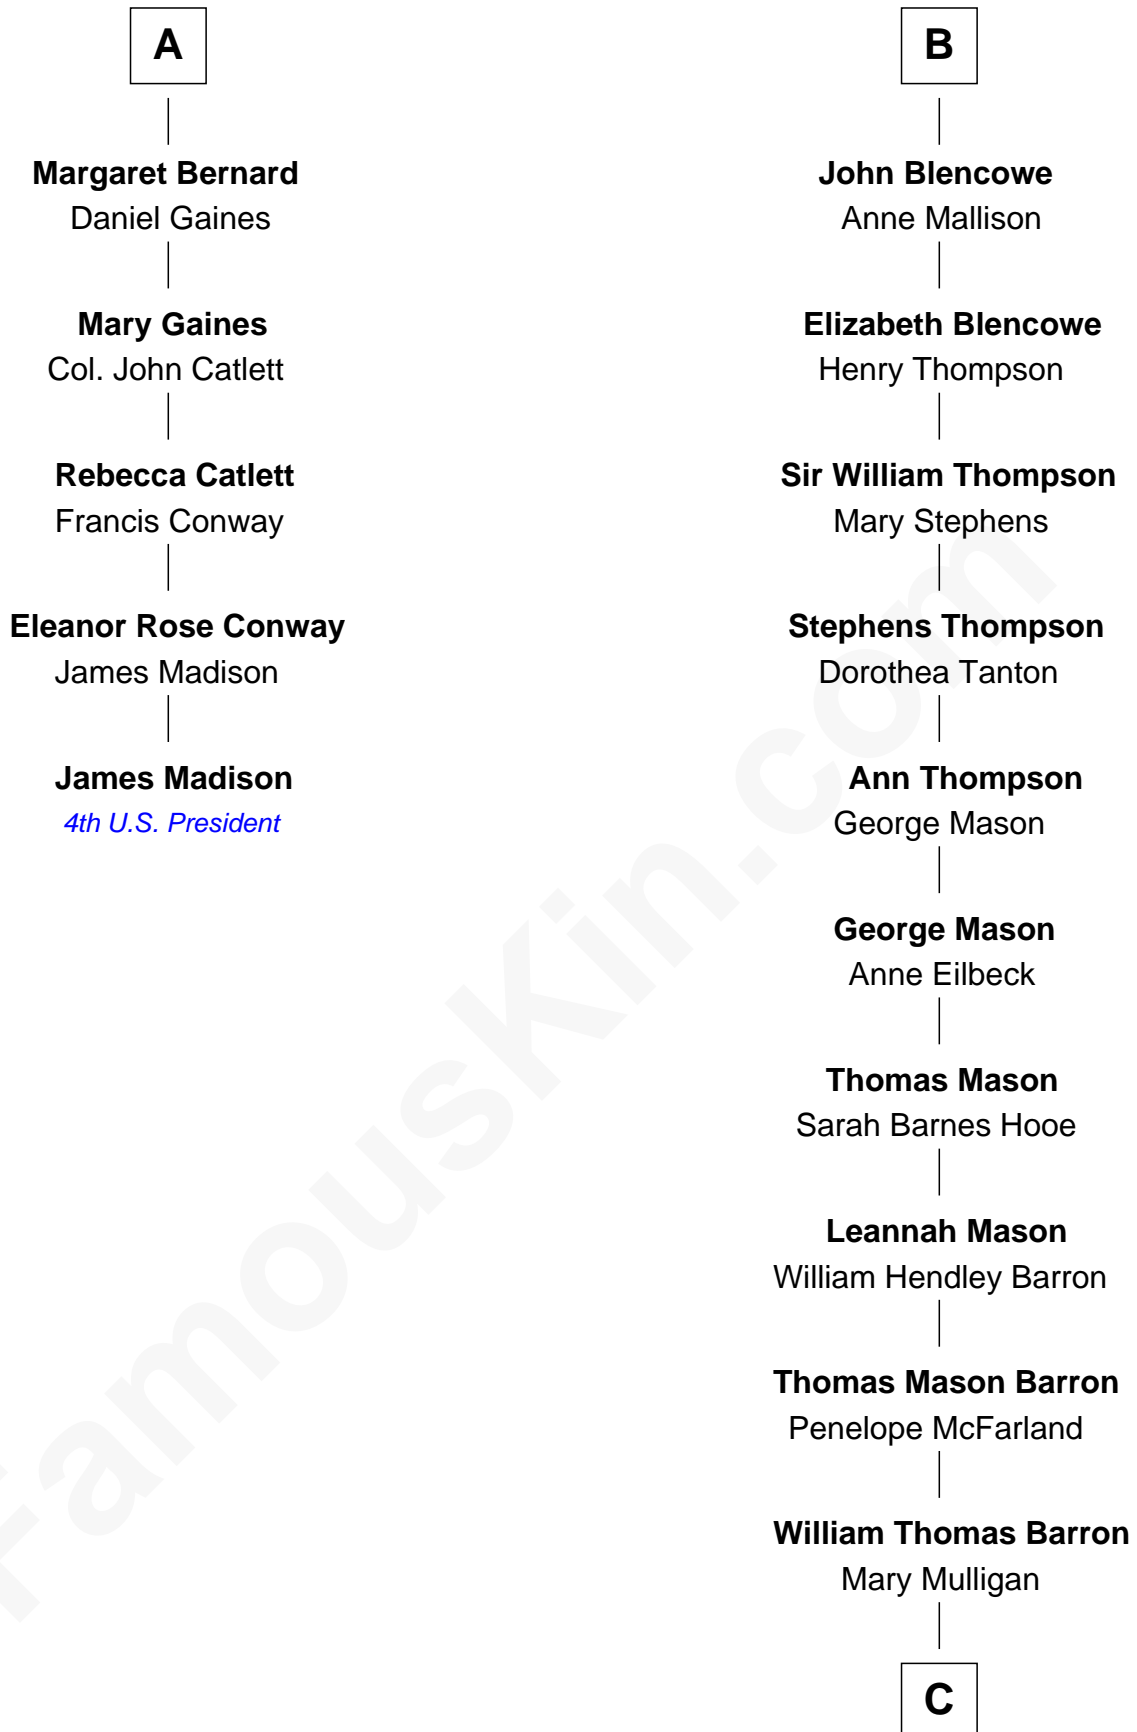 A
Margaret Bernard
Daniel Gaines
Mary Gaines
Col. John Catlett
Rebecca Catlett
Francis Conway
Eleanor Rose Conway
James Madison
James Madison
4th U.S. President
B
John Blencowe
Anne Mallison
Elizabeth Blencowe
Henry Thompson
Sir William Thompson
Mary Stephens
Stephens Thompson
Dorothea Tanton
Ann Thompson
George Mason
George Mason
Anne Eilbeck
Thomas Mason
Sarah Barnes Hooe
Leannah Mason
William Hendley Barron
Thomas Mason Barron
Penelope McFarland
William Thomas Barron
Mary Mulligan
C
FamousKin.com